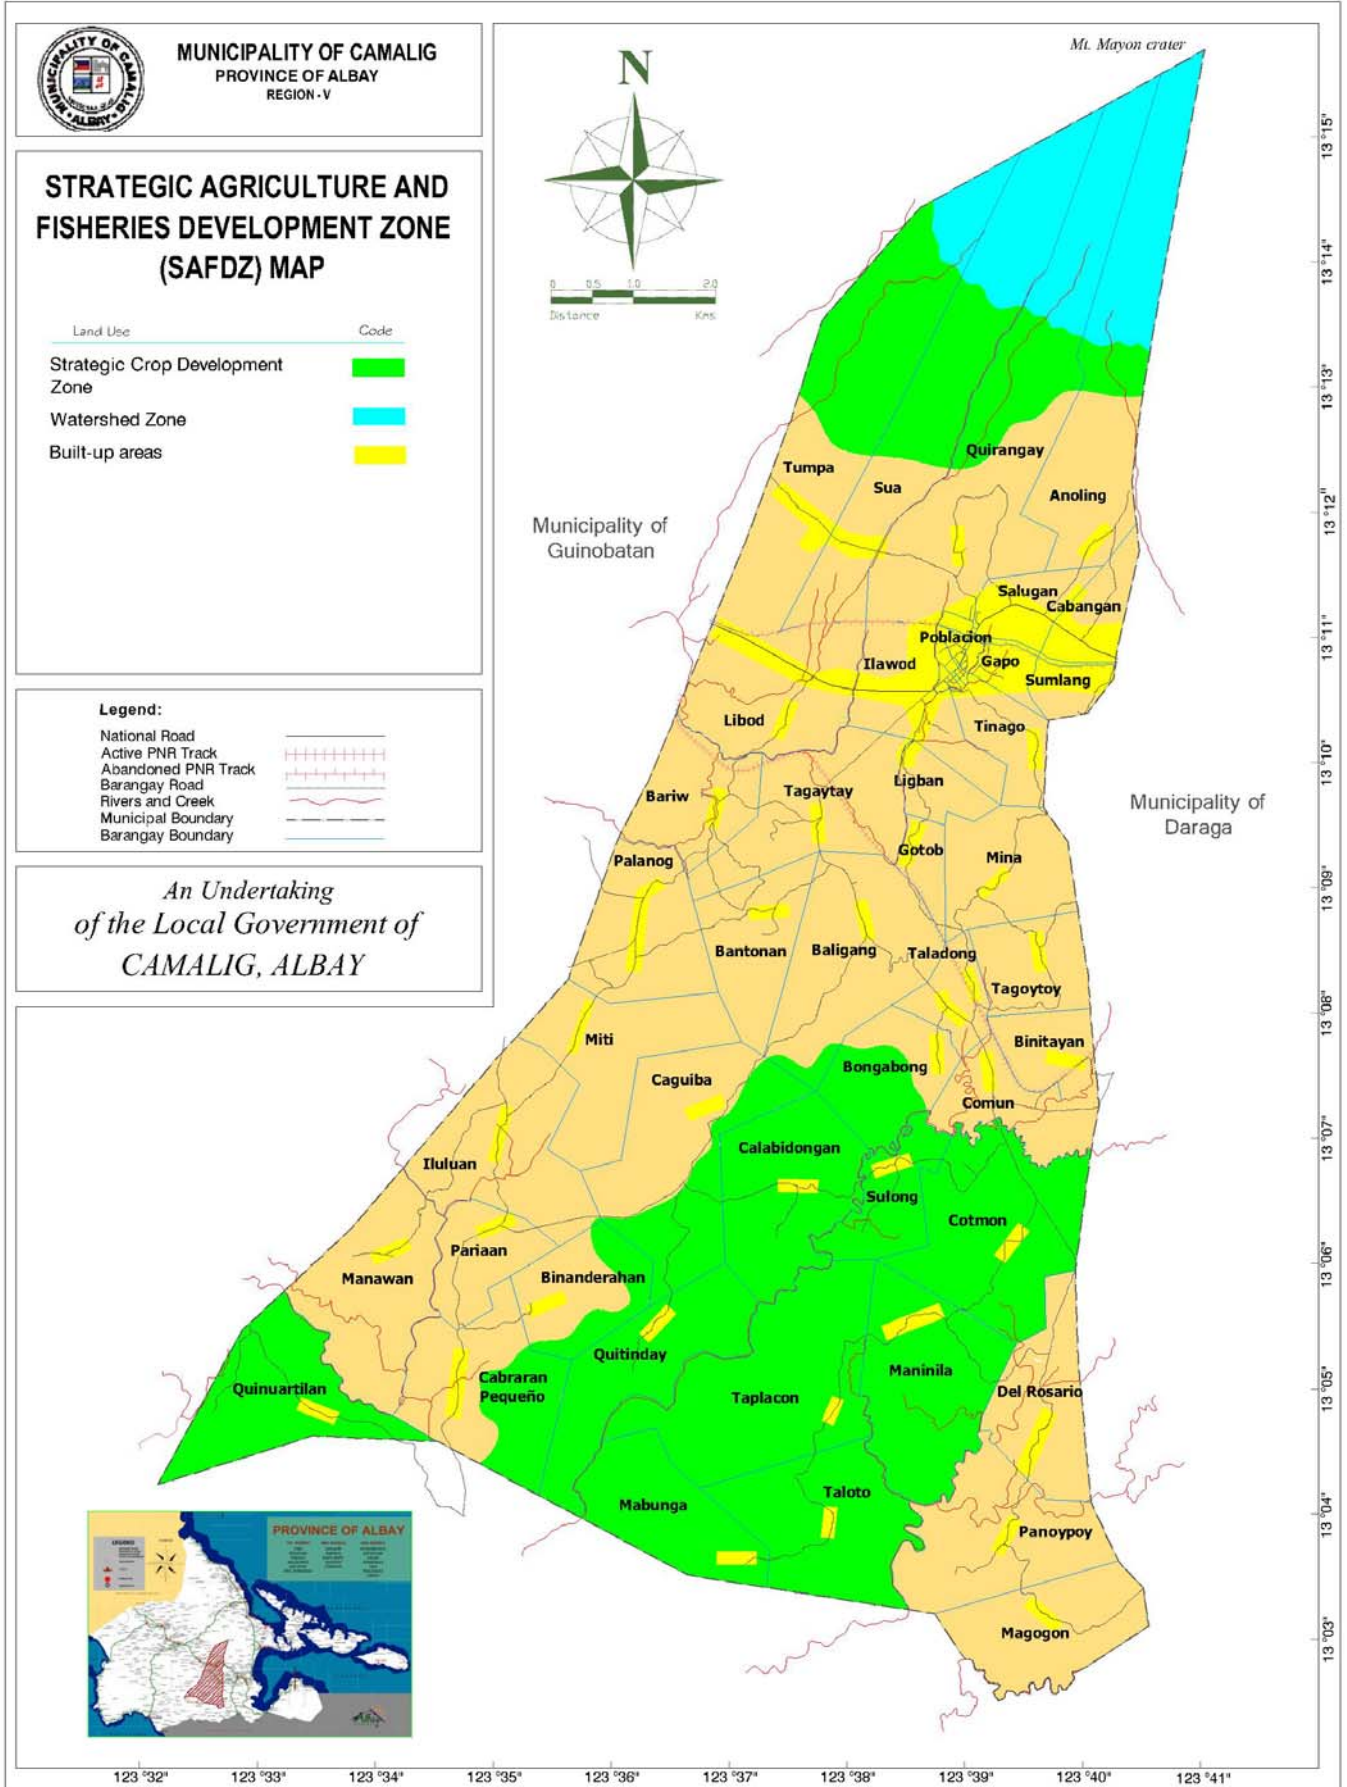 MUNICIPALITY OF CAMALIG
ALBAY
MUNICIPALITY OF CAMALIG
PROVINCE OF ALBAY
REGION - V
STRATEGIC AGRICULTURE AND
FISHERIES DEVELOPMENT ZONE
(SAFDZ) MAP
Land Use Code
Strategic Crop Development
Zone
Watershed Zone
Built-up areas
Legend:
National Road
Active PNR Track
Abandoned PNR Track
Barangay Road
Rivers and Creek
Municipal Boundary
Barangay Boundary
An Undertaking
of the Local Government of
CAMALIG, ALBAY
N
0 0.5 1.0 2.0
Distance Kms
Mt. Mayon crater
Municipality of
Guinobatan
Municipality of
Daraga
Quirangay
Tumpa
Sua
Anoling
Salugan
Cabangan
Poblacion
Ilawod
Gapo
Sumlang
Libod
Tinago
Ligban
Tagaytay
Bariw
Gotob
Mina
Palanog
Bantonan
Baligang
Taladong
Tagoytoy
Miti
Binitayan
Bongabong
Caguiba
Comun
Calabidongan
Iluluan
Sulong
Cotmon
Pariaan
Manawan
Binanderahan
Quitinday
Maninila
Cabraran
Pequeño
Quinuartilan
Taplacon
Del Rosario
Taloto
Mabunga
Panoypoy
Magogon
PROVINCE OF ALBAY
LEGEND
13 °15"
13 °14"
13 °13"
13 °12"
13 °11"
13 °10"
13 °09"
13 °08"
13 °07"
13 °06"
13 °05"
13 °04"
13 °03"
123 °32" 123 °33" 123 °34" 123 °35" 123 °36" 123 °37" 123 °38" 123 °39" 123 °40" 123 °41"